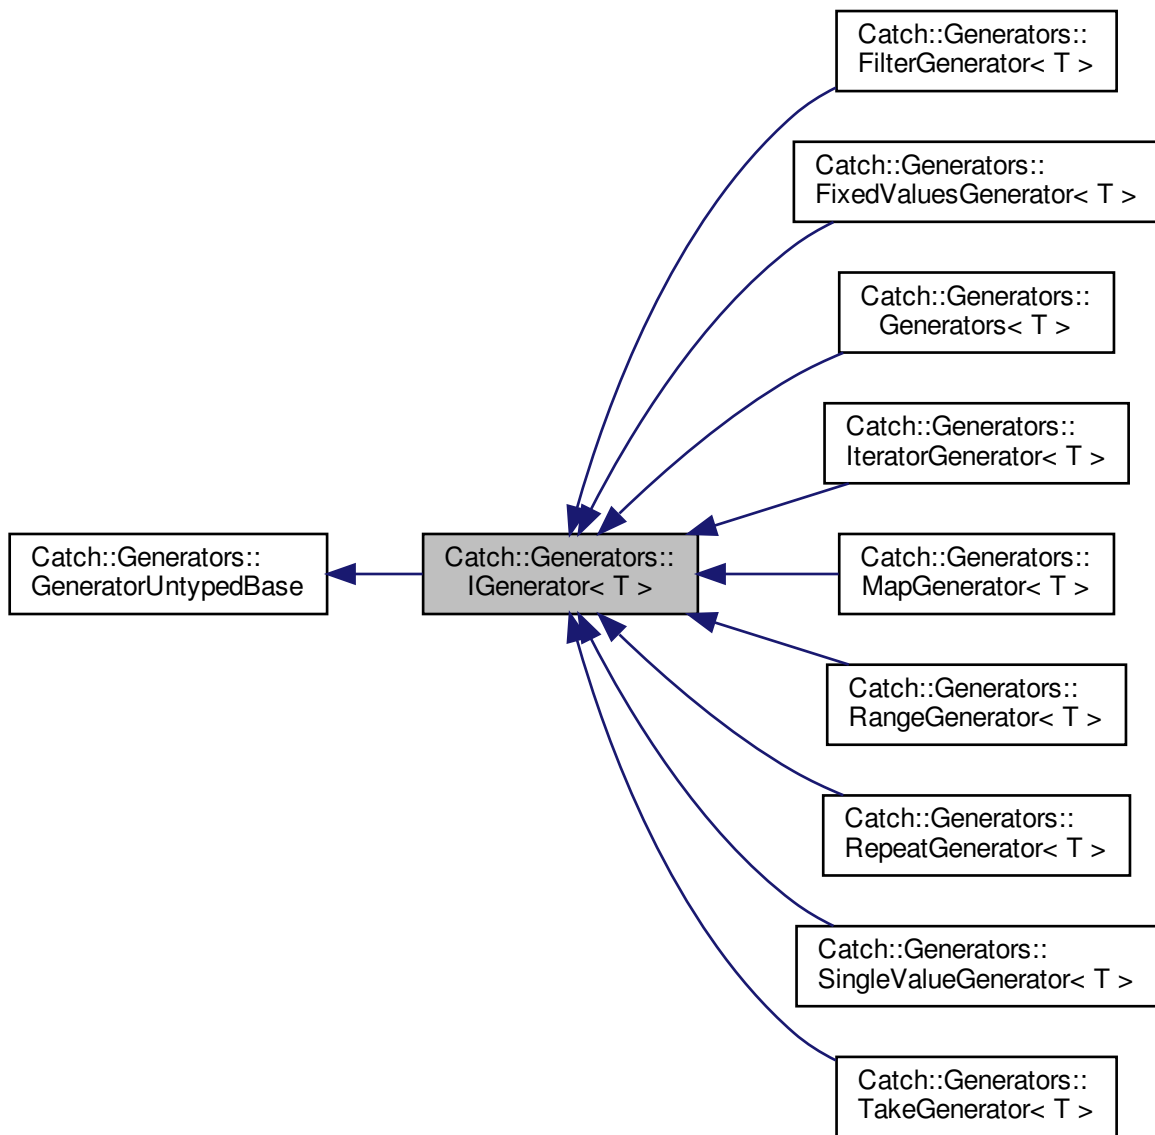 Catch::Generators::
FilterGenerator< T >
Catch::Generators::
FixedValuesGenerator< T >
Catch::Generators::
Generators< T >
Catch::Generators::
IteratorGenerator< T >
Catch::Generators::
GeneratorUntypedBase
Catch::Generators::
IGenerator< T >
Catch::Generators::
MapGenerator< T >
Catch::Generators::
RangeGenerator< T >
Catch::Generators::
RepeatGenerator< T >
Catch::Generators::
SingleValueGenerator< T >
Catch::Generators::
TakeGenerator< T >